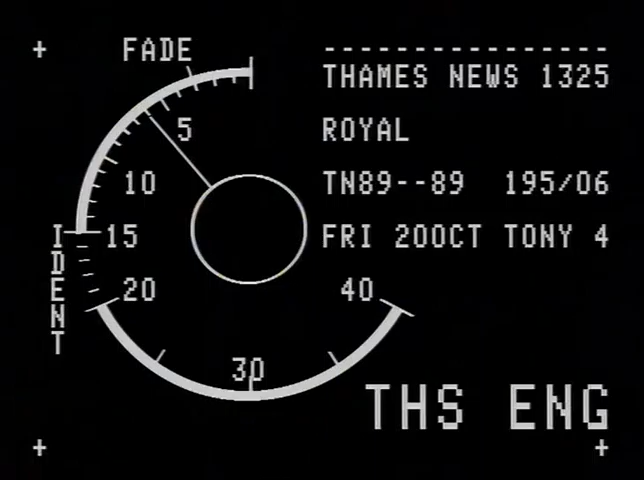 FADE
----------------
THAMES NEWS 1325
ROYAL
TN89--89 195/06
FRI 20OCT TONY 4
5
10
15
20
30
40
IDENT
THS ENG